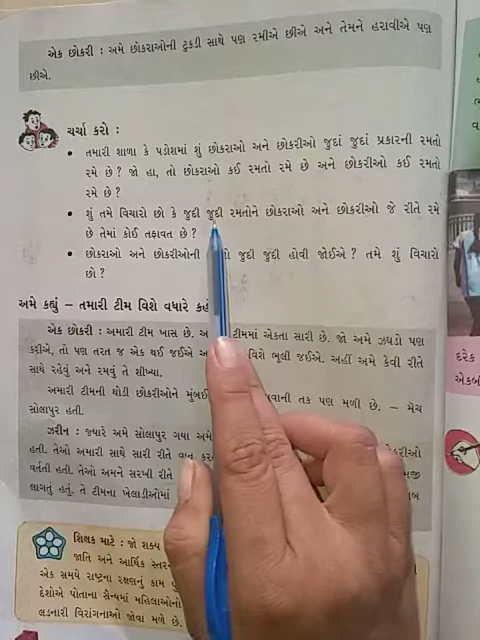 એક છોકરી : અમે છોકરાઓની ટુકડી સાથે પણ રમીએ છીએ અને તેમને હરાવીએ પણ
છીએ.
ચર્ચા કરો :
• તમારી શાળા કે પડોશમાં શું છોકરાઓ અને છોકરીઓ જુદાં જુદાં પ્રકારની રમતો
રમે છે ? જો હા, તો છોકરાઓ કઈ રમતો રમે છે અને છોકરીઓ કઈ રમતો
રમે છે ?
• શું તમે વિચારો છો કે જુદી જુદી રમતોને છોકરાઓ અને છોકરીઓ જે રીતે રમે
છે તેમાં કોઈ તફાવત છે ?
• છોકરાઓ અને છોકરીઓની જુદી જુદી હોવી જોઈએ ? તમે શું વિચારો
છો ?
અમે કહ્યું – તમારી ટીમ વિશે વધારે
એક છોકરી : અમારી ટીમ ખાસ છે. ટીમમાં એકતા સારી છે. જો અમે ઝઘડો પણ
કરીએ, તો પણ તરત જ એક થઈ જઈએ વિશે ભૂલી જઈએ. અહીં અમે કેવી રીતે
સાથે રહેવું અને રમવું તે શીખ્યા.
અમારી ટીમની થોડી છોકરીઓને તક પણ મળી છે. – મૅચ
સોલાપુર હતી.
ઝરીન : જ્યારે અમે સોલાપુર ગયા
હતી. તેઓ અમારી સાથે સારી રીતે
વર્તતી હતી. તેઓ અમને સરખી રીતે
લાગતું હતું. તે ટીમના ખેલાડીઓમાં
શિક્ષક માટે : જો શક્ય
જાતિ અને આર્થિક
એક સમયે રાષ્ટ્રના રક્ષણનું કામ
દેશોએ પોતાના સૈન્યમાં મહિલાઓનો
લડનારી વિરાંગનાઓ જોવા મળે છે.
દરેક